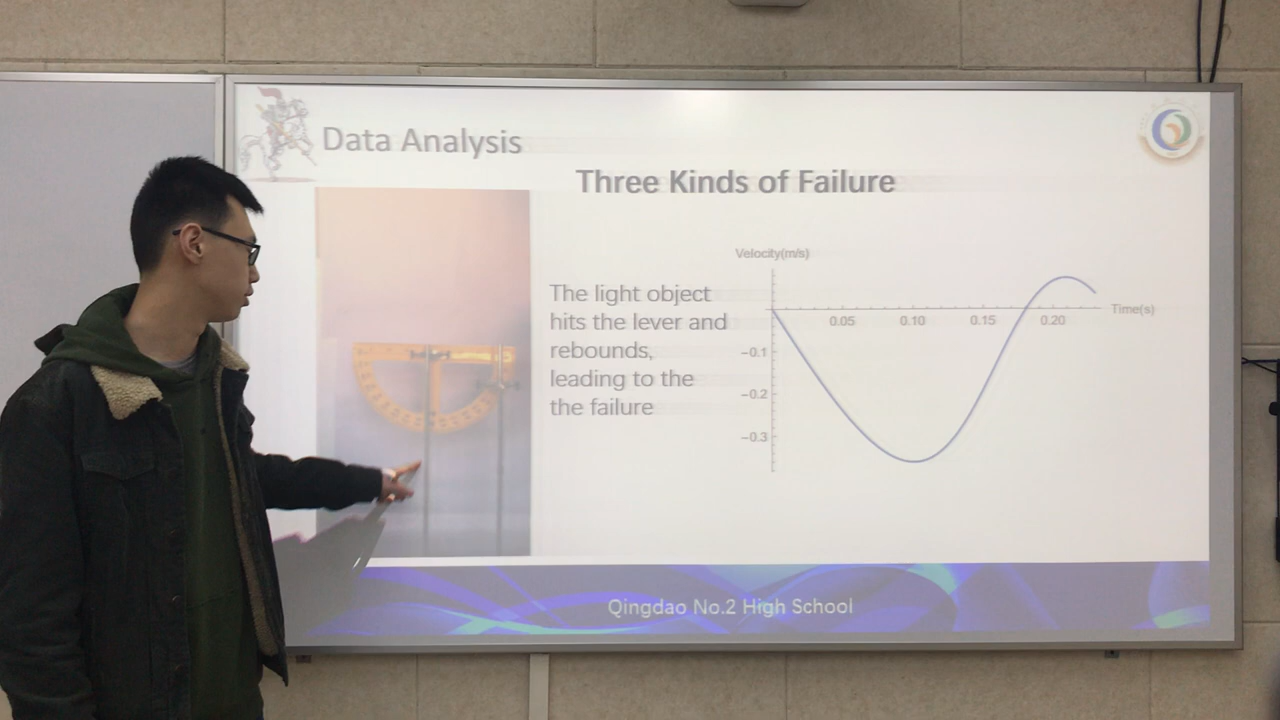 Data Analysis
Three Kinds of Failure
The light object
hits the lever and
rebounds,
leading to the
the failure
Velocity(m/s)
Time(s)
0.05 0.10 0.15 0.20
−0.1
−0.2
−0.3
Qingdao No.2 High School